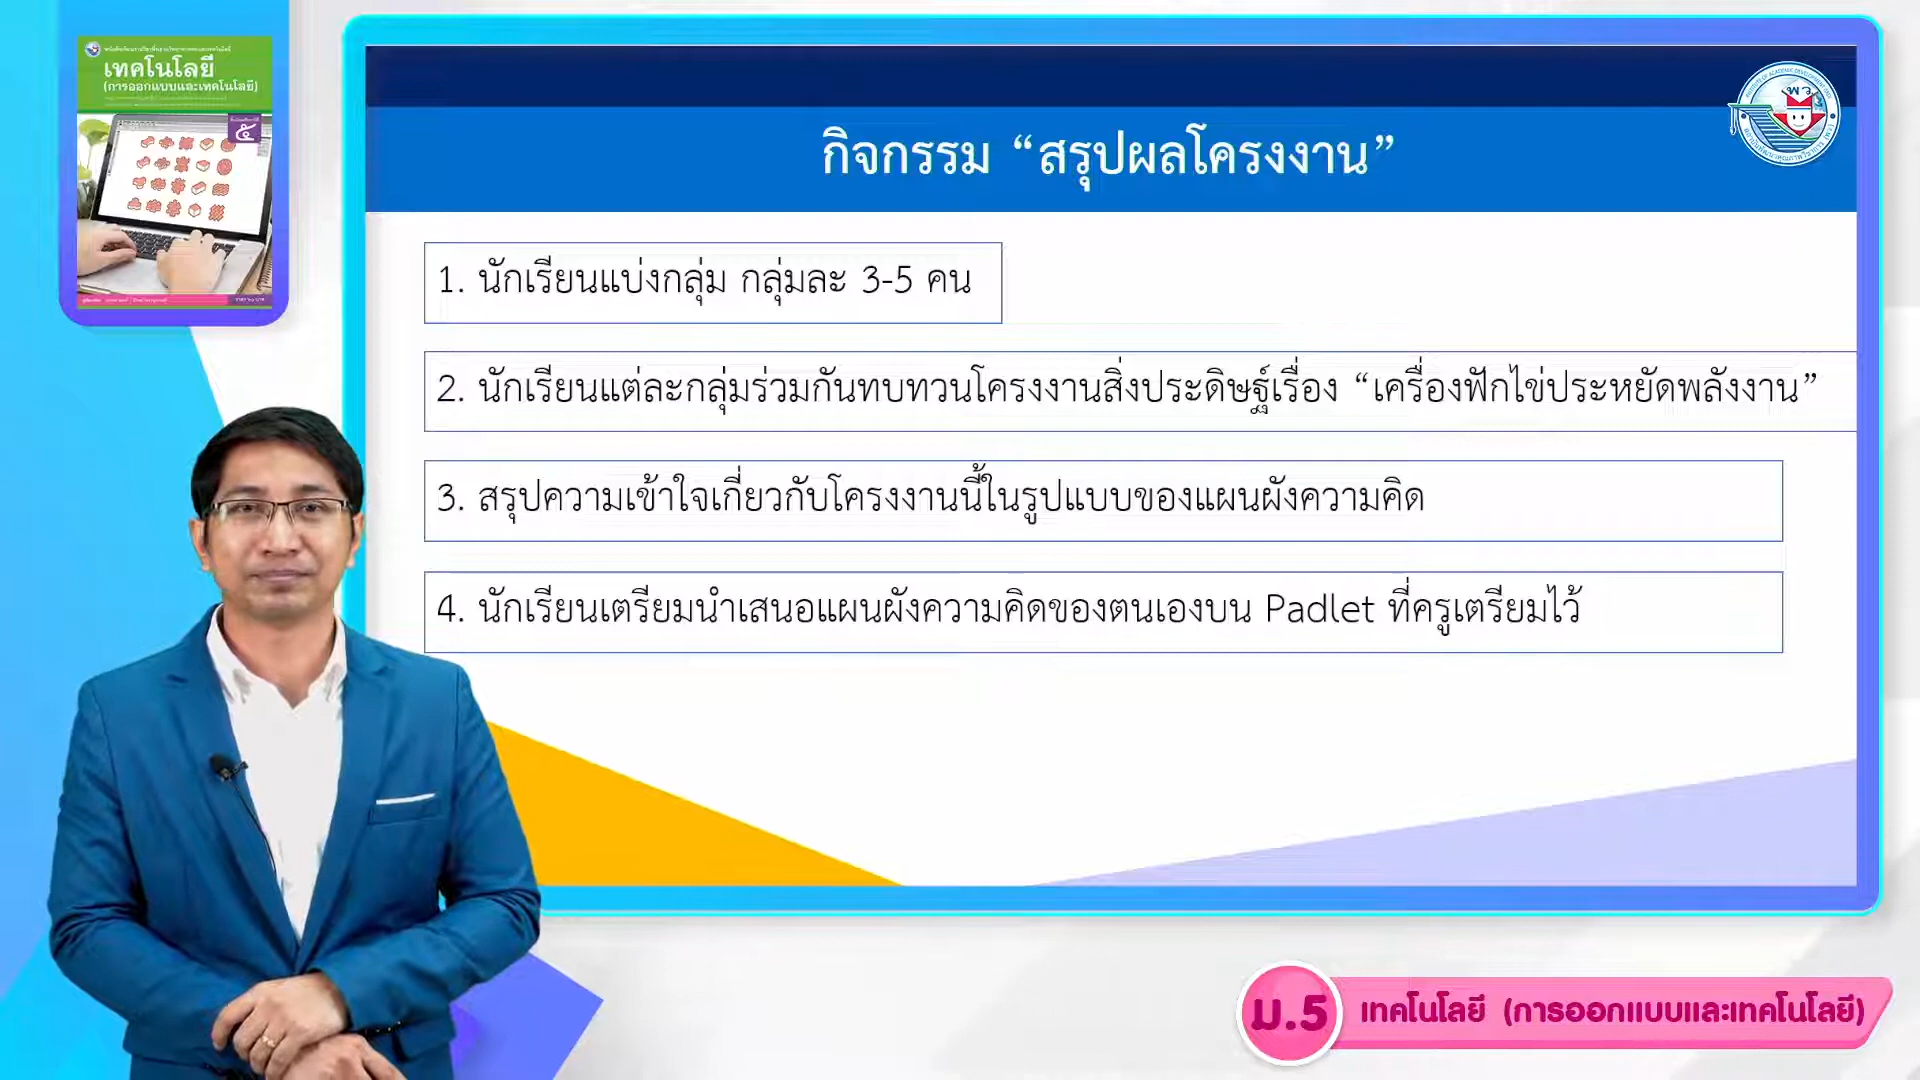 เทคโนโลยี
(การออกแบบและเทคโนโลยี)
๕
กิจกรรม “สรุปผลโครงงาน”
1. นักเรียนแบ่งกลุ่ม กลุ่มละ 3-5 คน
2. นักเรียนแต่ละกลุ่มร่วมกันทบทวนโครงงานสิ่งประดิษฐ์เรื่อง “เครื่องฟักไข่ประหยัดพลังงาน”
3. สรุปความเข้าใจเกี่ยวกับโครงงานนี้ในรูปแบบของแผนผังความคิด
4. นักเรียนเตรียมนำเสนอแผนผังความคิดของตนเองบน Padlet ที่ครูเตรียมไว้
ม.5 เทคโนโลยี (การออกแบบและเทคโนโลยี)